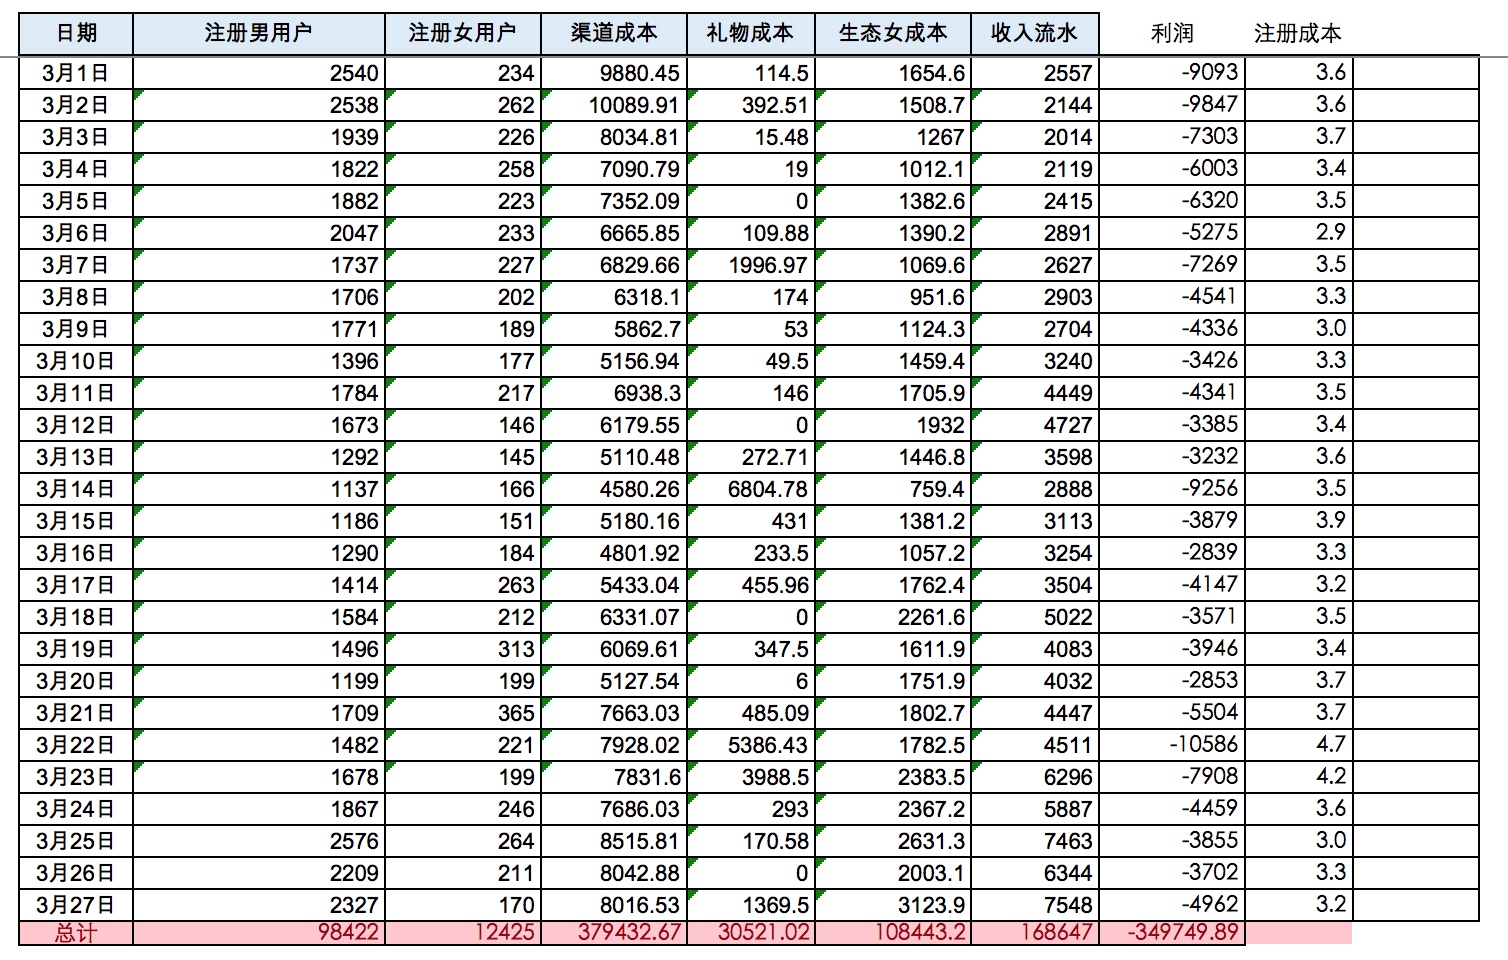 日期 注册男用户 注册女用户 渠道成本 礼物成本 生态女成本 收入流水 利润 注册成本
3月1日 2540 234 9880.45 114.5 1654.6 2557 -9093 3.6
3月2日 2538 262 10089.91 392.51 1508.7 2144 -9847 3.6
3月3日 1939 226 8034.81 15.48 1267 2014 -7303 3.7
3月4日 1822 258 7090.79 19 1012.1 2119 -6003 3.4
3月5日 1882 223 7352.09 0 1382.6 2415 -6320 3.5
3月6日 2047 233 6665.85 109.88 1390.2 2891 -5275 2.9
3月7日 1737 227 6829.66 1996.97 1069.6 2627 -7269 3.5
3月8日 1706 202 6318.1 174 951.6 2903 -4541 3.3
3月9日 1771 189 5862.7 53 1124.3 2704 -4336 3.0
3月10日 1396 177 5156.94 49.5 1459.4 3240 -3426 3.3
3月11日 1784 217 6938.3 146 1705.9 4449 -4341 3.5
3月12日 1673 146 6179.55 0 1932 4727 -3385 3.4
3月13日 1292 145 5110.48 272.71 1446.8 3598 -3232 3.6
3月14日 1137 166 4580.26 6804.78 759.4 2888 -9256 3.5
3月15日 1186 151 5180.16 431 1381.2 3113 -3879 3.9
3月16日 1290 184 4801.92 233.5 1057.2 3254 -2839 3.3
3月17日 1414 263 5433.04 455.96 1762.4 3504 -4147 3.2
3月18日 1584 212 6331.07 0 2261.6 5022 -3571 3.5
3月19日 1496 313 6069.61 347.5 1611.9 4083 -3946 3.4
3月20日 1199 199 5127.54 6 1751.9 4032 -2853 3.7
3月21日 1709 365 7663.03 485.09 1802.7 4447 -5504 3.7
3月22日 1482 221 7928.02 5386.43 1782.5 4511 -10586 4.7
3月23日 1678 199 7831.6 3988.5 2383.5 6296 -7908 4.2
3月24日 1867 246 7686.03 293 2367.2 5887 -4459 3.6
3月25日 2576 264 8515.81 170.58 2631.3 7463 -3855 3.0
3月26日 2209 211 8042.88 0 2003.1 6344 -3702 3.3
3月27日 2327 170 8016.53 1369.5 3123.9 7548 -4962 3.2
总计 98422 12425 379432.67 30521.02 108443.2 168647 -349749.89